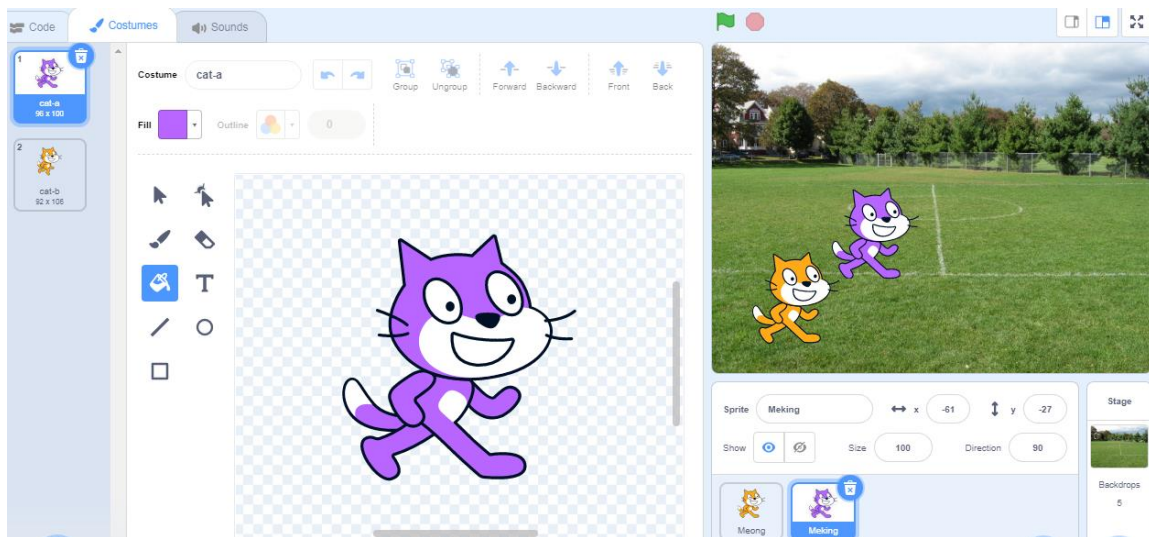 Code
Costumes
Sounds
1
cat-a
96 x 100
2
cat-b
92 x 106
Costume
cat-a
Group
Ungroup
Forward
Backward
Front
Back
Fill
Outline
0
T
Sprite
Meking
x
-61
y
-27
Show
Size
100
Direction
90
Meong
Meking
Stage
Backdrops